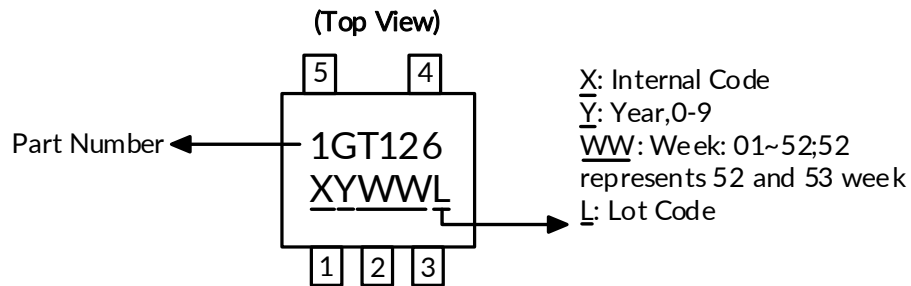 (Top View)
5 4
Part Number
1GT126
XYWWL
1 2 3
X: Internal Code
Y: Year,0-9
WW: Week: 01~52;52
represents 52 and 53 week
L: Lot Code